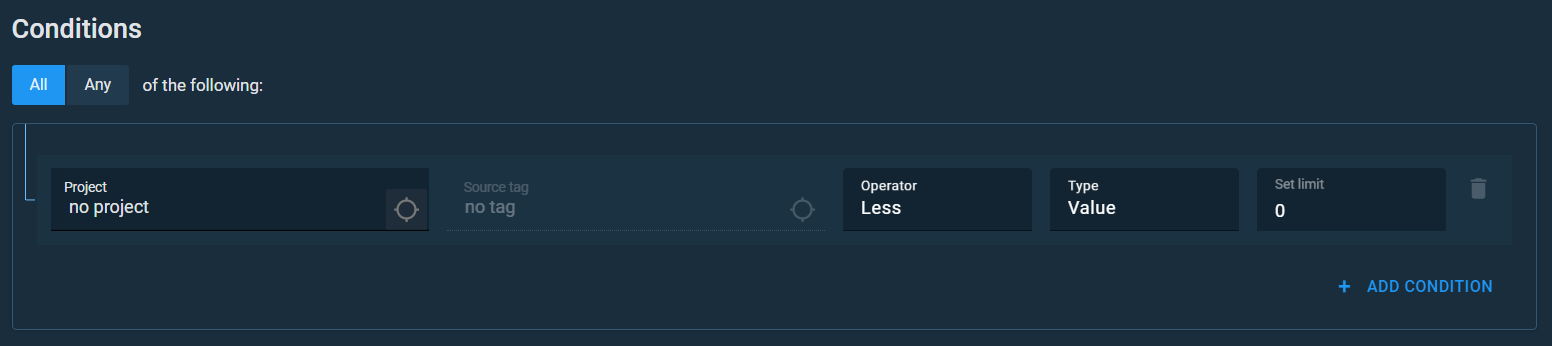 Conditions
All Any of the following:
Project Source tag Operator Type Set limit
no project no tag Less Value 0
+ ADD CONDITION